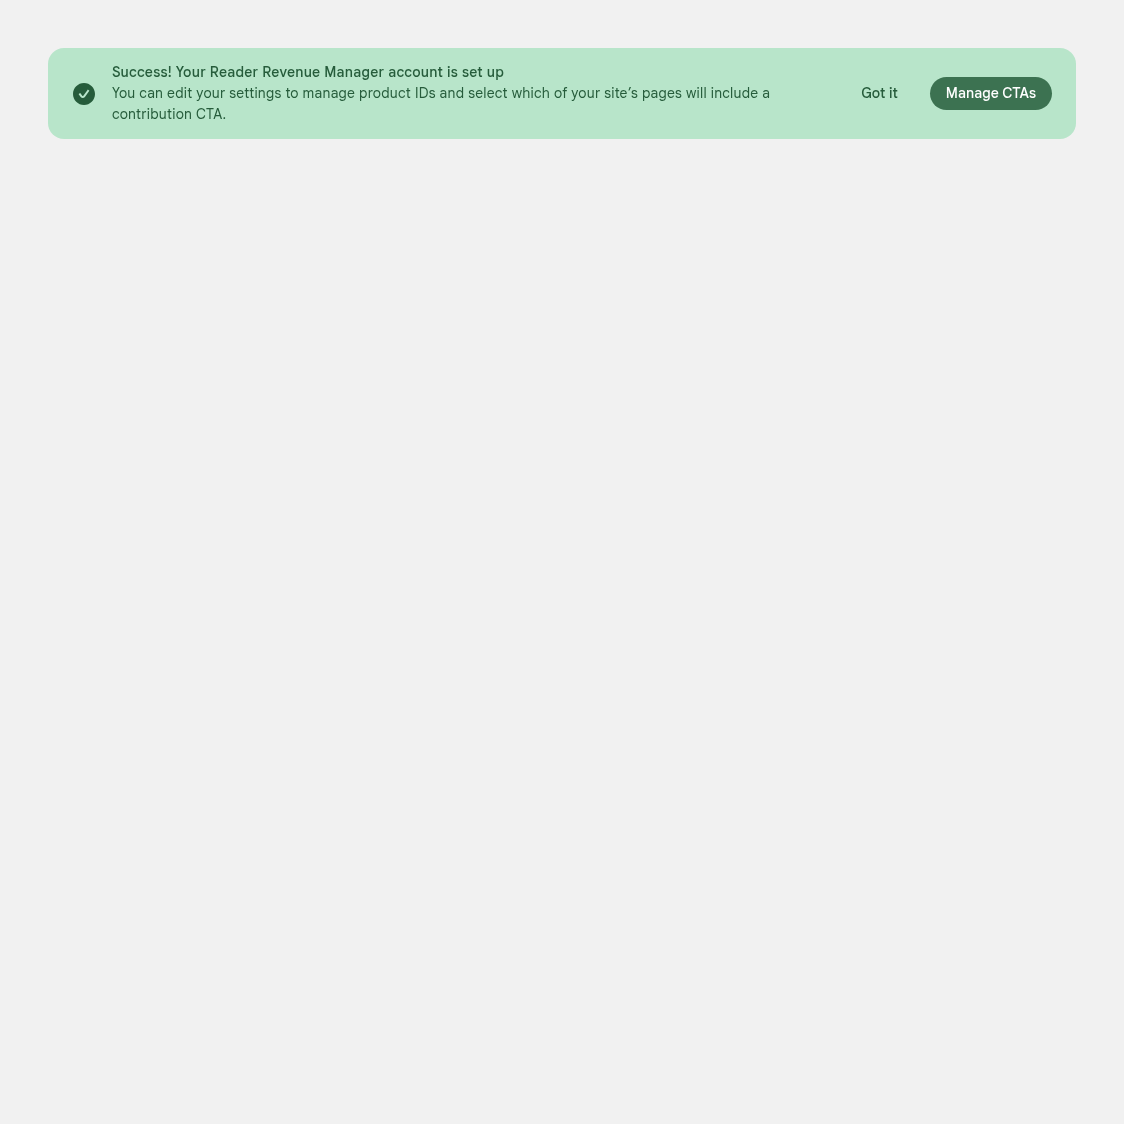 Success! Your Reader Revenue Manager account is set up
You can edit your settings to manage product IDs and select which of your site’s pages will include a
contribution CTA.
Got it
Manage CTAs